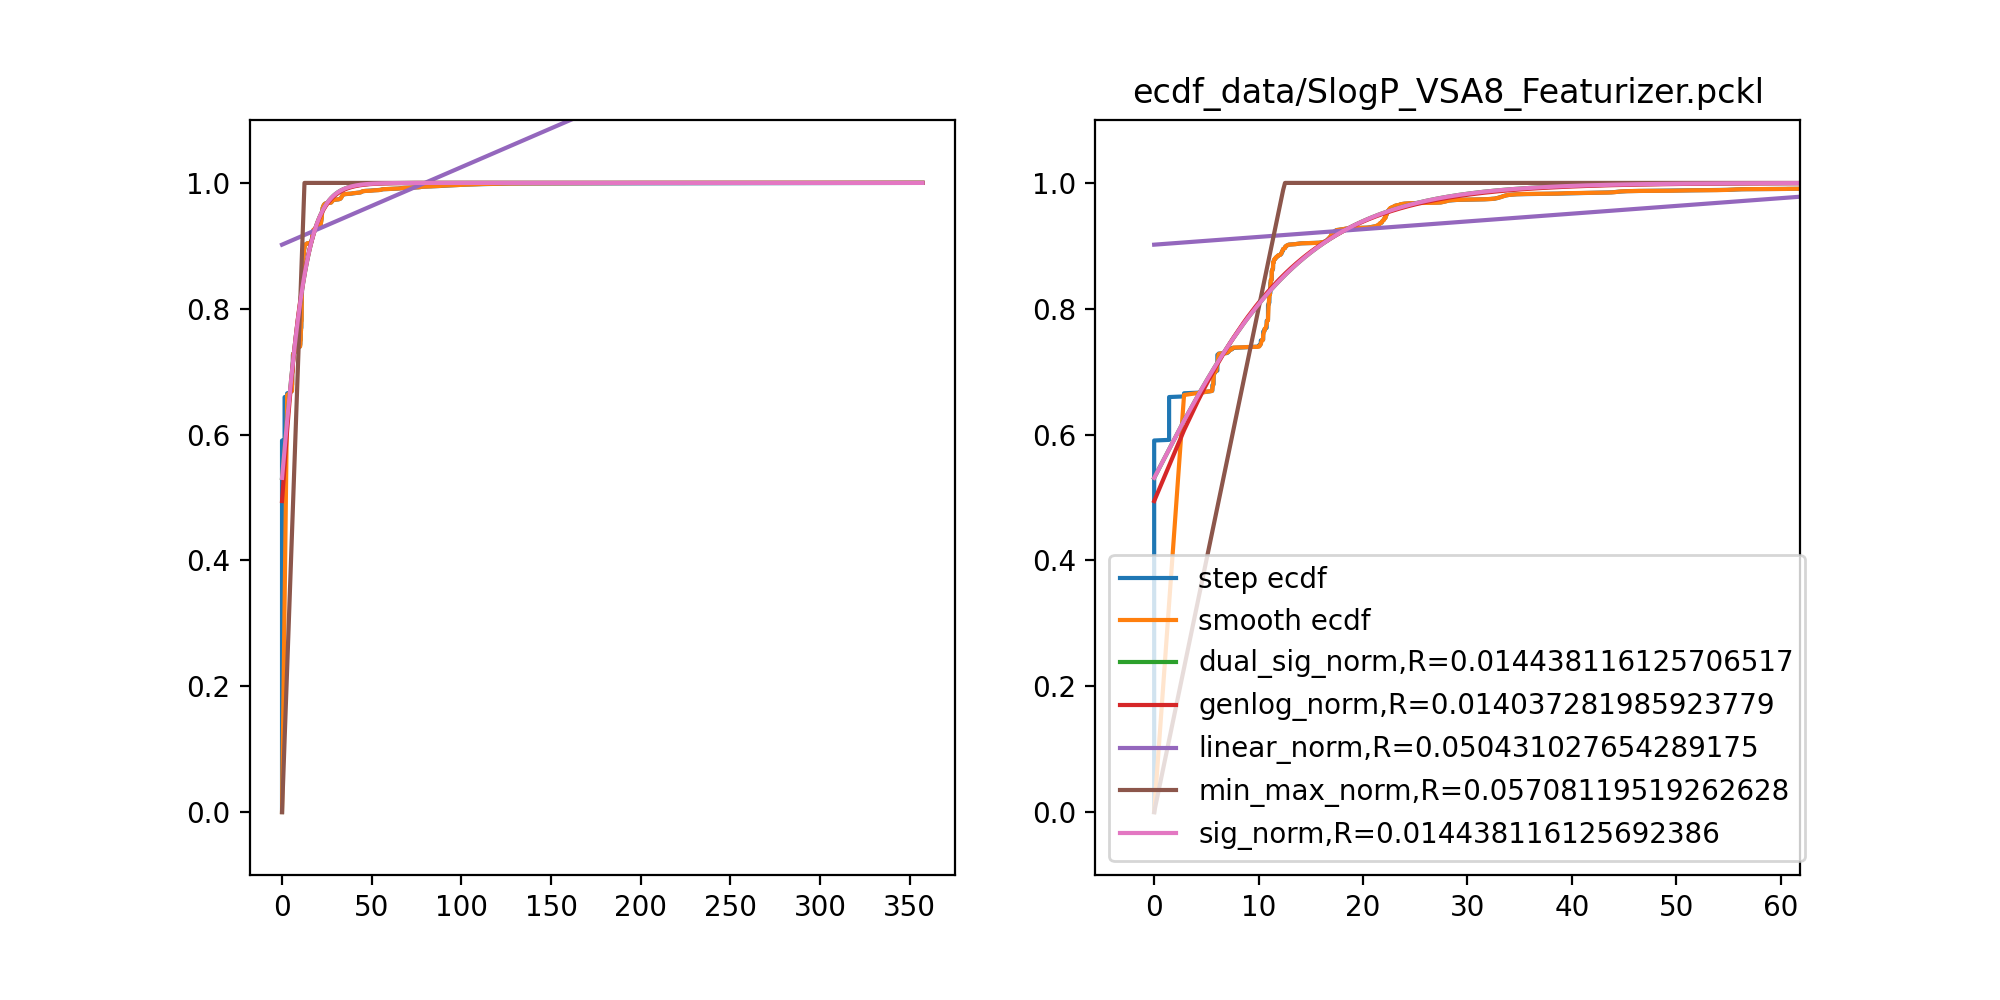 ecdf_data/SlogP_VSA8_Featurizer.pckl
1.0
0.8
0.6
0.4
0.2
0.0
0 50 100 150 200 250 300 350
1.0
0.8
0.6
0.4
0.2
0.0
step ecdf
smooth ecdf
dual_sig_norm,R=0.014438116125706517
genlog_norm,R=0.014037281985923779
linear_norm,R=0.050431027654289175
min_max_norm,R=0.05708119519262628
sig_norm,R=0.014438116125692386
0 10 20 30 40 50 60